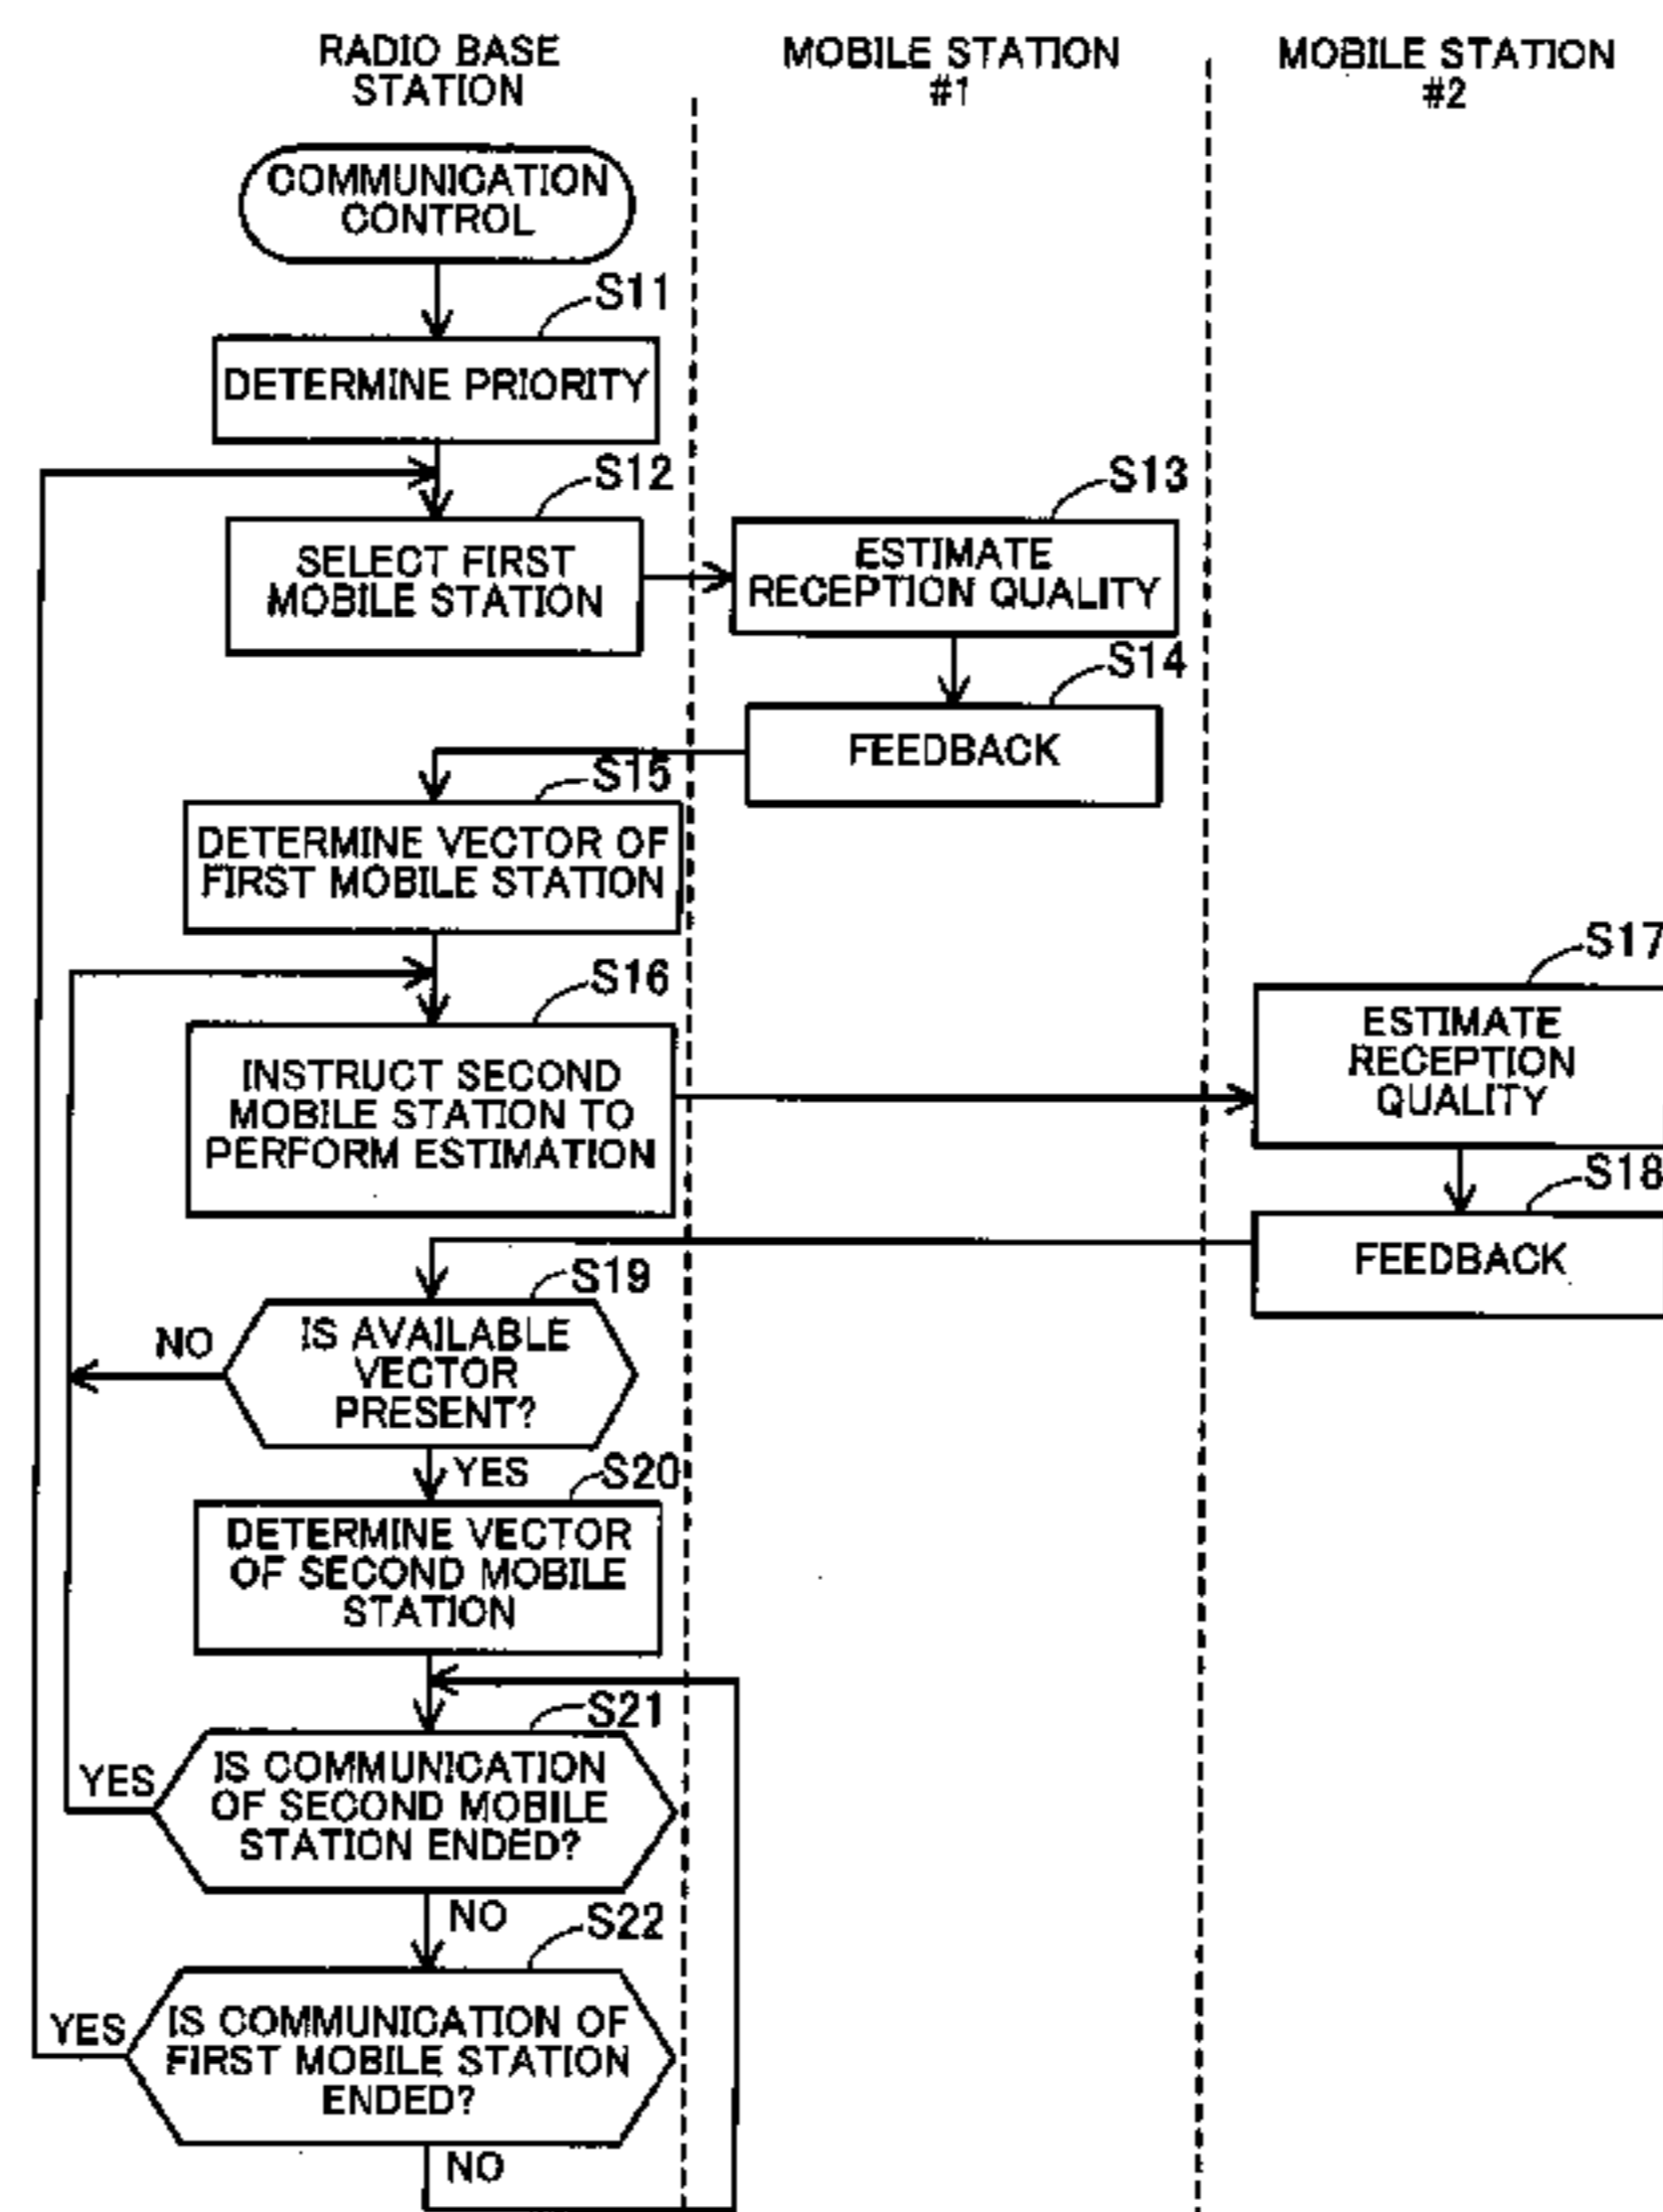 RADIO BASE
STATION
MOBILE STATION
#1
MOBILE STATION
#2
COMMUNICATION
CONTROL
S11
DETERMINE PRIORITY
S12
SELECT FIRST
MOBILE STATION
S13
ESTIMATE
RECEPTION QUALITY
S14
FEEDBACK
S15
DETERMINE VECTOR OF
FIRST MOBILE STATION
S16
INSTRUCT SECOND
MOBILE STATION TO
PERFORM ESTIMATION
S17
ESTIMATE
RECEPTION
QUALITY
S18
FEEDBACK
S19
IS AVAILABLE
VECTOR
PRESENT?
NO
YES
S20
DETERMINE VECTOR
OF SECOND MOBILE
STATION
S21
IS COMMUNICATION
OF SECOND MOBILE
STATION ENDED?
YES
NO
S22
IS COMMUNICATION OF
FIRST MOBILE STATION
ENDED?
YES
NO